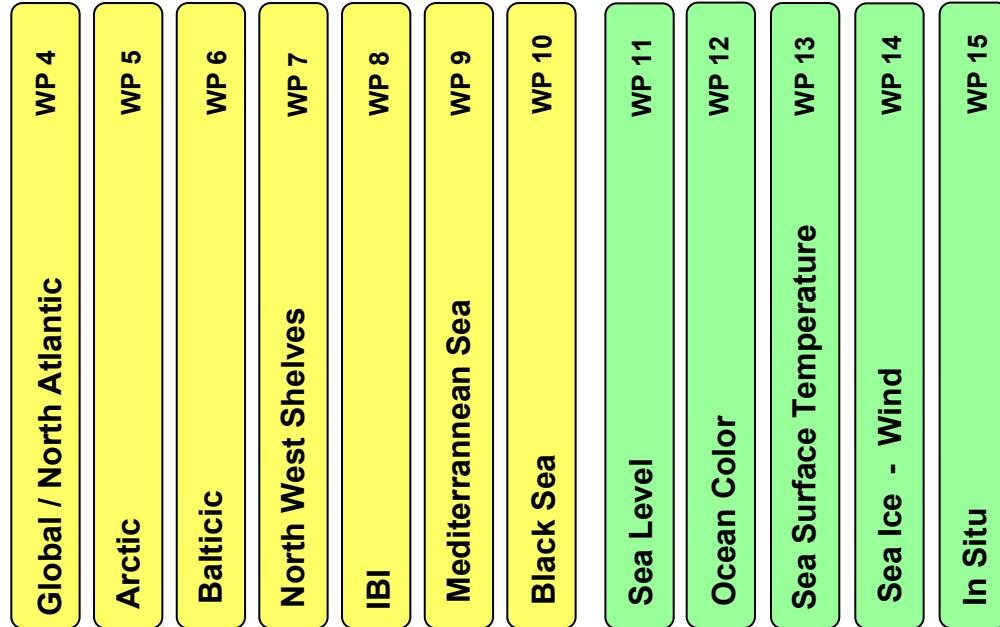 Global / North Atlantic WP 4
Arctic WP 5
Balticic WP 6
North West Shelves WP 7
IBI WP 8
Mediterrannean Sea WP 9
Black Sea WP 10
Sea Level WP 11
Ocean Color WP 12
Sea Surface Temperature WP 13
Sea Ice - Wind WP 14
In Situ WP 15